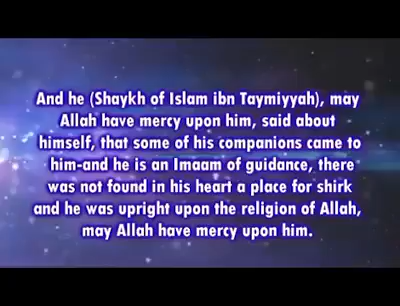 And he (Shaykh of Islam ibn Taymiyyah), may
Allah have mercy upon him, said about
himself, that some of his companions came to
him-and he is an Imaam of guidance, there
was not found in his heart a place for shirk
and he was upright upon the religion of Allah,
may Allah have mercy upon him.